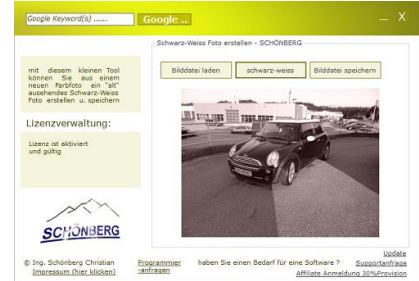 Google Keyword(s) ......
Google ..
_ X
Schwarz-Weiss Foto erstellen - SCHÖNBERG
mit diesem kleinen Tool
können Sie aus einem
neuen Farbfoto ein "alt"
ausehendes Schwarz-Weiss
Foto erstellen u. speichern
Bilddatei laden
schwarz-weiss
Bilddatei speichern
Lizenzverwaltung:
Lizenz ist aktiviert
und gültig
SCHÖNBERG
© Ing. Schönberg Christian
Impressum (hier klicken)
Programmier
-anfragen
haben Sie einen Bedarf für eine Software ?
Update
Supportanfrage
Affiliate Anmeldung 30%Provision